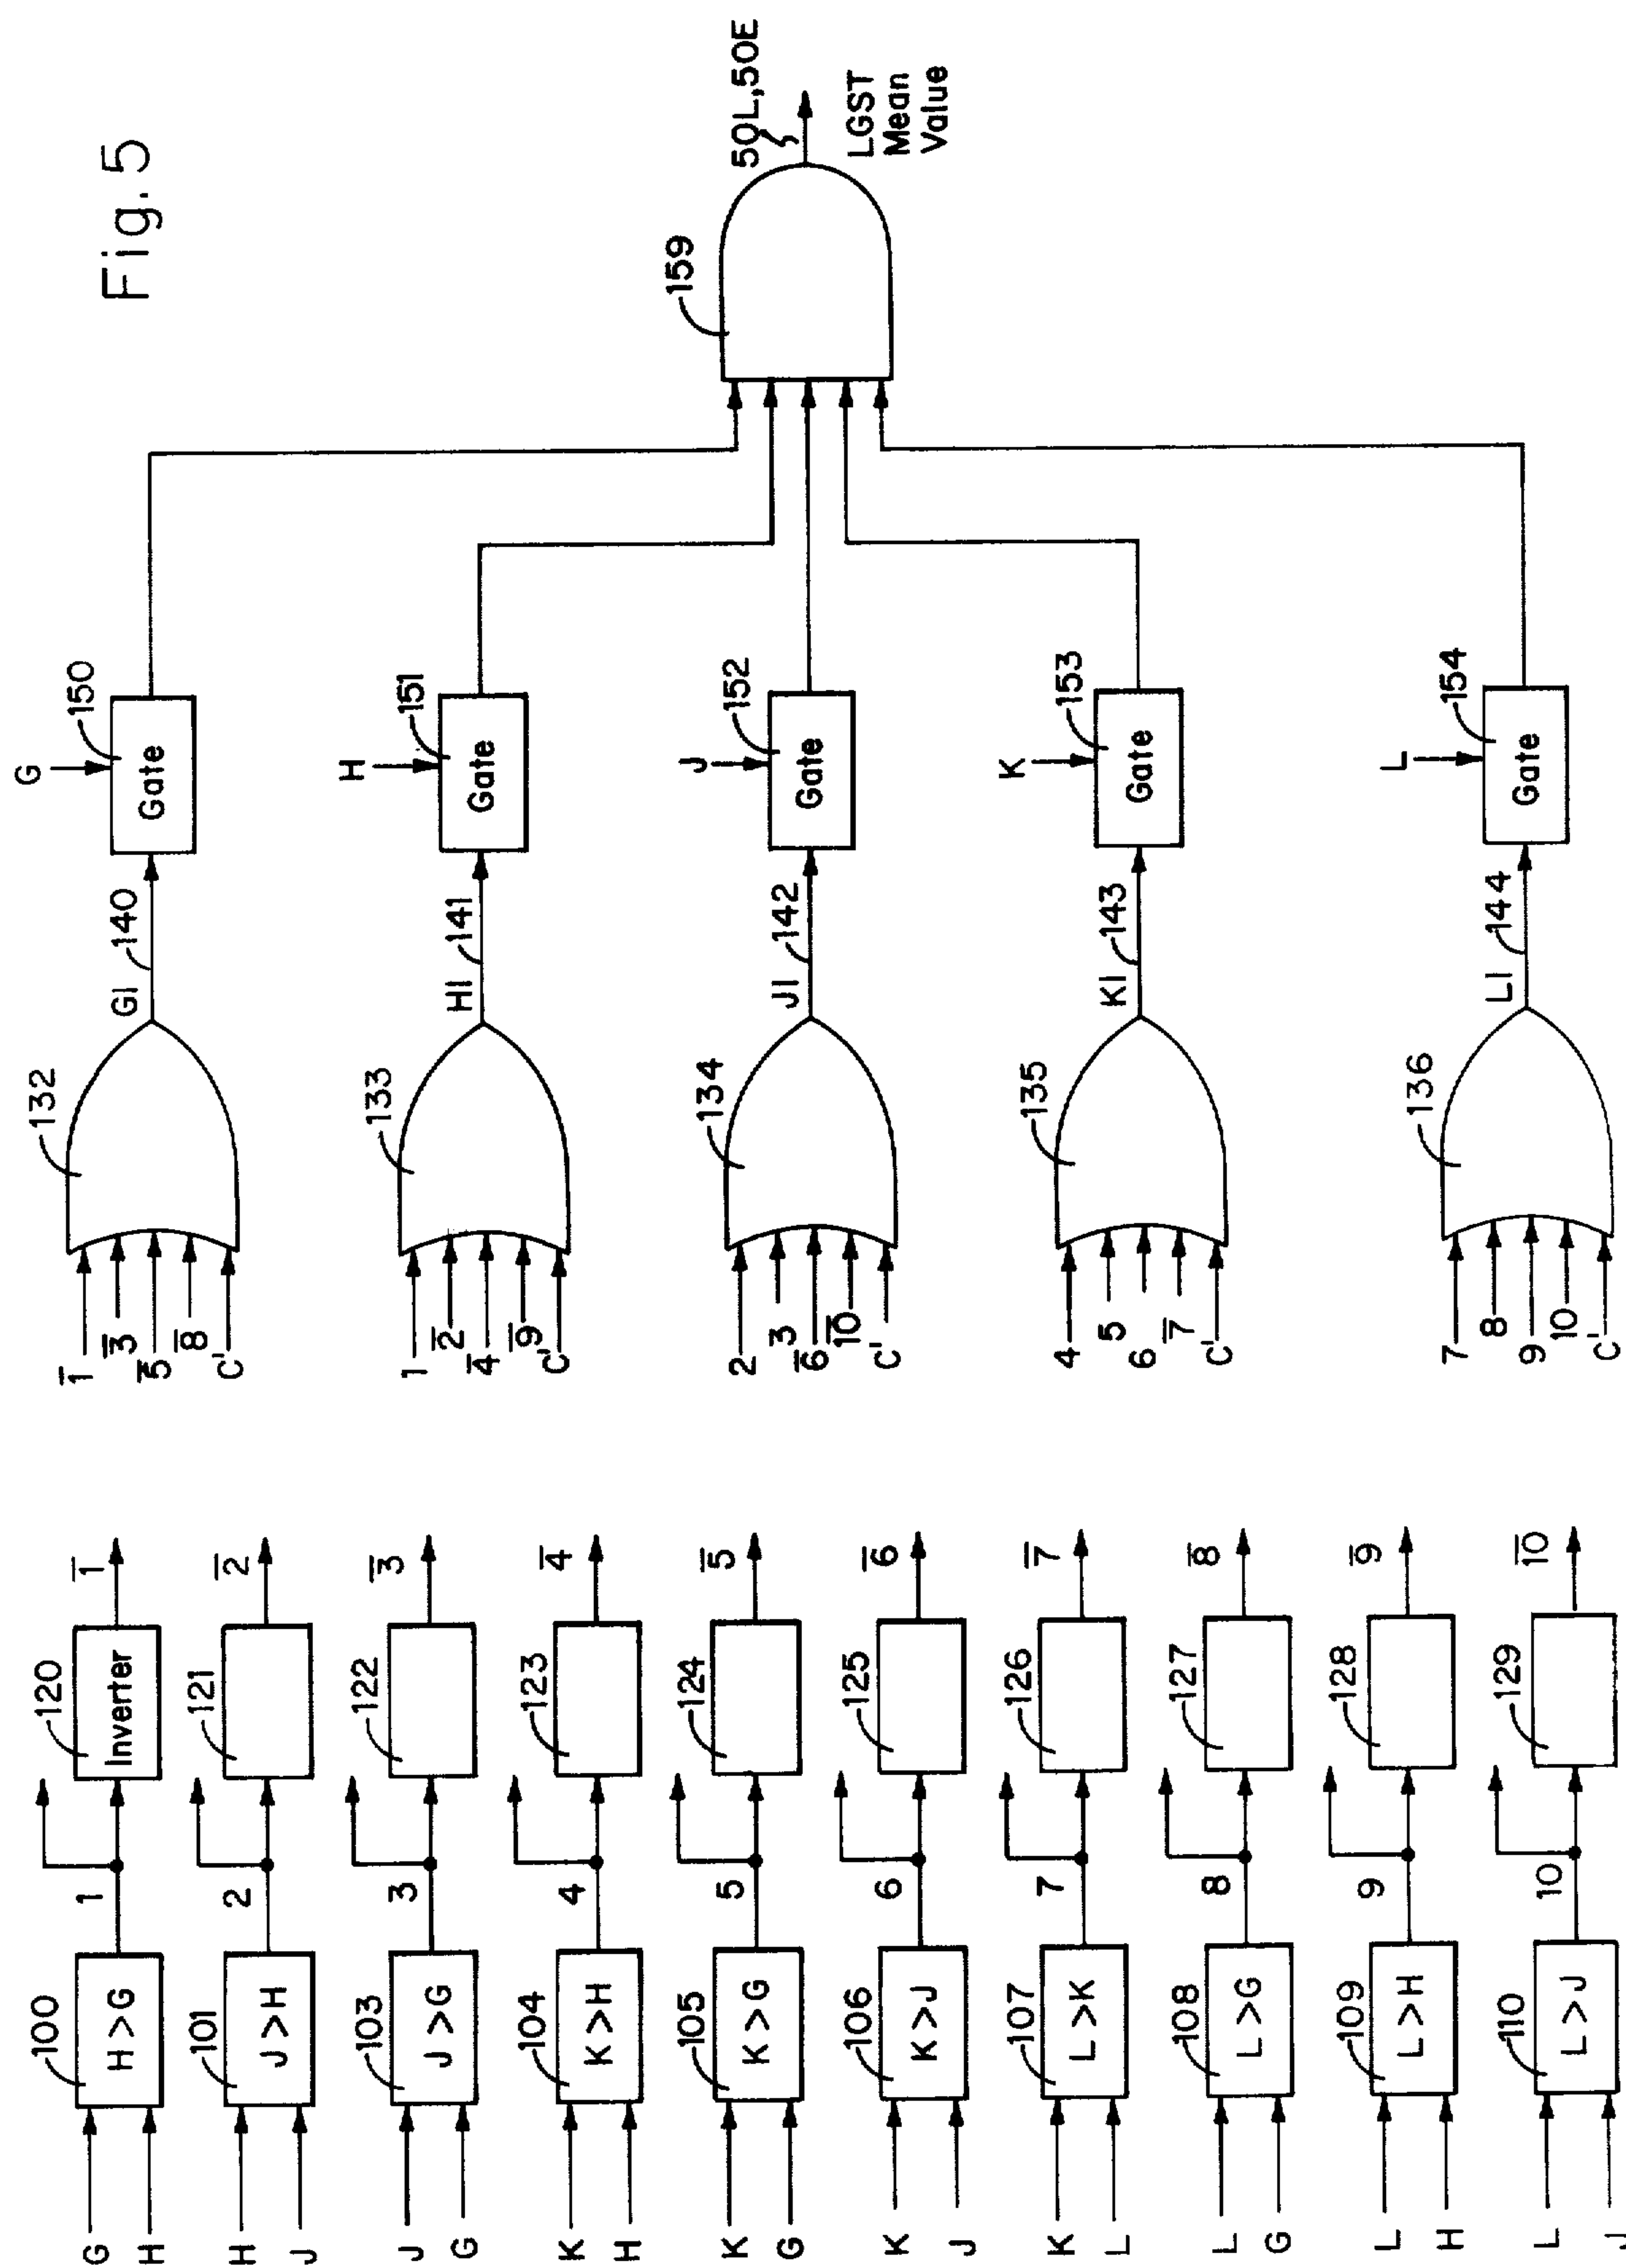 Fig. 5
G
H
100
H > G
1
120
Inverter
1̅
H
J
101
J > H
2
121
2̅
J
G
103
J > G
3
122
3̅
K
H
104
K > H
4
123
4̅
K
G
105
K > G
5
124
5̅
K
J
106
K > J
6
125
6̅
K
L
107
L > K
7
126
7̅
L
G
108
L > G
8
127
8̅
L
H
109
L > H
9
128
9̅
L
J
110
L > J
10
129
1̅0̅
1̅
3̅
5̅
8̅
C'
132
G1
140
G
150
Gate
1
2̅
4̅
9̅
C'
133
H1
141
H
151
Gate
2
3
6̅
1̅0̅
C'
134
J1
142
J
152
Gate
4
5
6
7̅
C'
135
K1
143
K
153
Gate
7
8
9
10
C'
136
L1
144
L
154
Gate
159
50L, 50E
LGST
Mean
Value